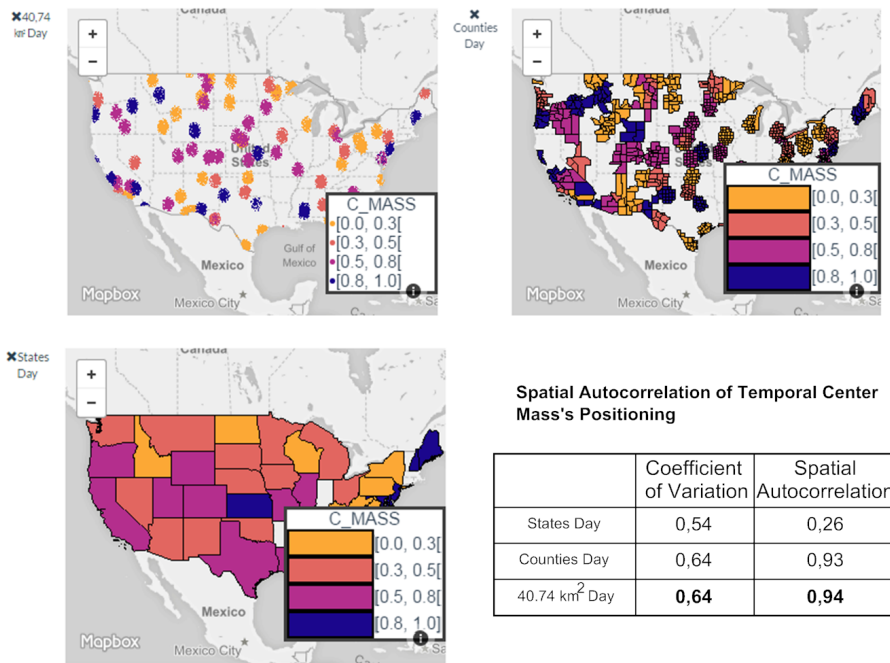 ✖40,74
km² Day
Canada
+
−
United
States
Gulf of
Mexico
Mexico
Mexico City
Mapbox
C_MASS
[0.0, 0.3[
[0.3, 0.5[
[0.5, 0.8[
[0.8, 1.0]
i
Sa
✖
Counties
Day
Canada
+
−
Mexico
Mexico City
Mapbox
C_MASS
[0.0, 0.3[
[0.3, 0.5[
[0.5, 0.8[
[0.8, 1.0]
i
Sa
✖States
Day
Canada
+
−
Mexico
Mexico City
Mapbox
C_MASS
[0.0, 0.3[
[0.3, 0.5[
[0.5, 0.8[
[0.8, 1.0]
i
Sa
Spatial Autocorrelation of Temporal Center
Mass's Positioning
Coefficient Spatial
of Variation Autocorrelation
States Day 0,54 0,26
Counties Day 0,64 0,93
40.74 km² Day 0,64 0,94